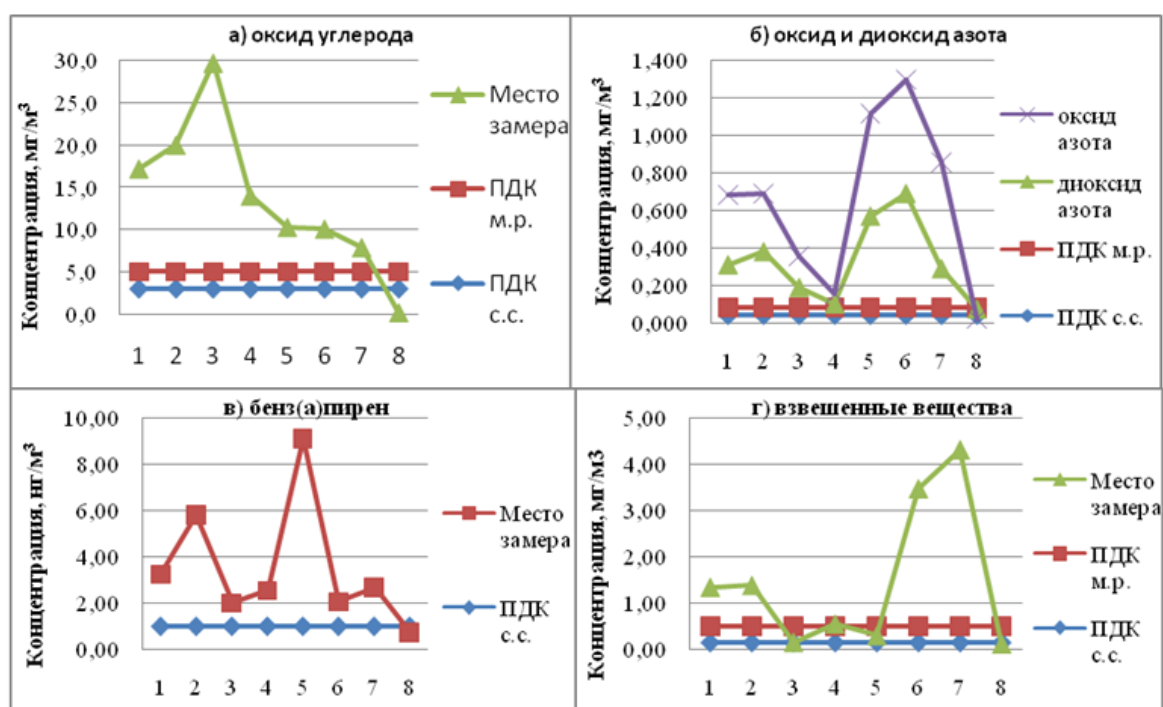 а) оксид углерода
Концентрация, мг/м³
30,0
25,0
20,0
15,0
10,0
5,0
0,0
1 2 3 4 5 6 7 8
Место
замера
ПДК
м.р.
ПДК
с.с.
б) оксид и диоксид азота
Концентрация, мг/м³
1,400
1,200
1,000
0,800
0,600
0,400
0,200
0,000
1 2 3 4 5 6 7 8
оксид
азота
диоксид
азота
ПДК м.р.
ПДК с.с.
в) бенз(а)пирен
Концентрация, нг/м³
10,00
8,00
6,00
4,00
2,00
0,00
1 2 3 4 5 6 7 8
Место
замера
ПДК
с.с.
г) взвешенные вещества
Концентрация, мг/м3
5,00
4,00
3,00
2,00
1,00
0,00
1 2 3 4 5 6 7 8
Место
замера
ПДК
м.р.
ПДК
с.с.